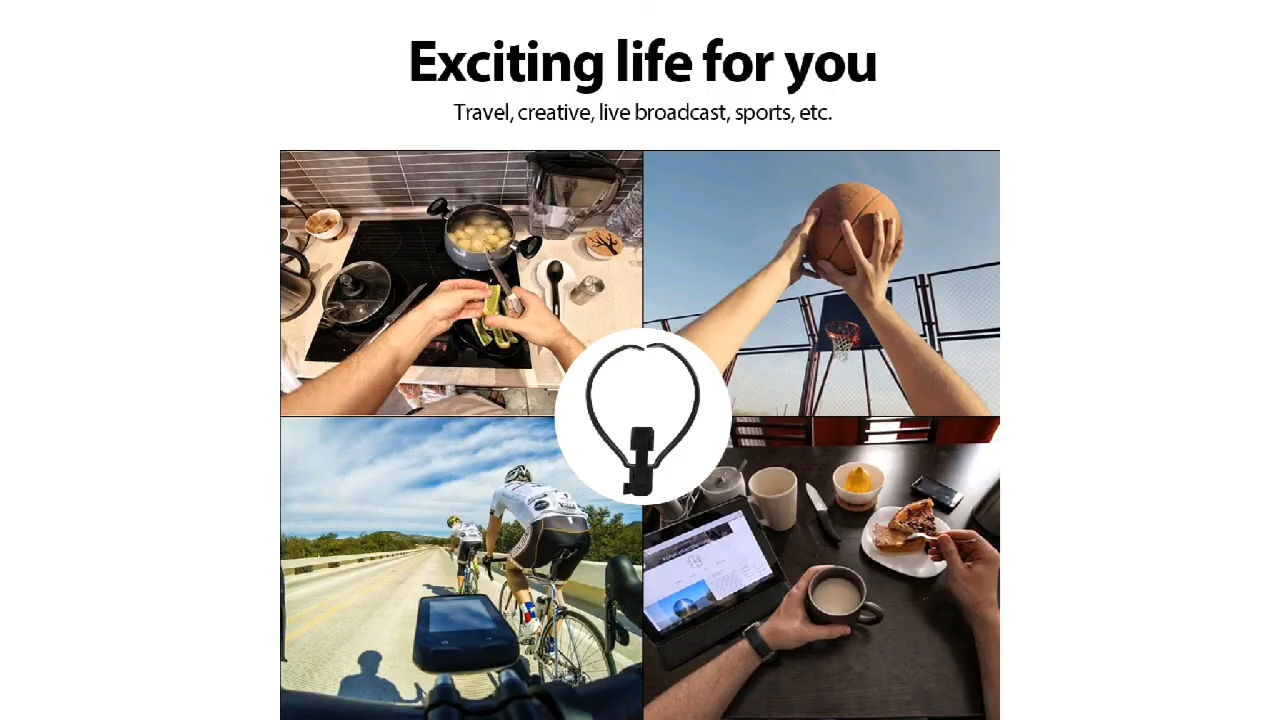 Exciting life for you
Travel, creative, live broadcast, sports, etc.